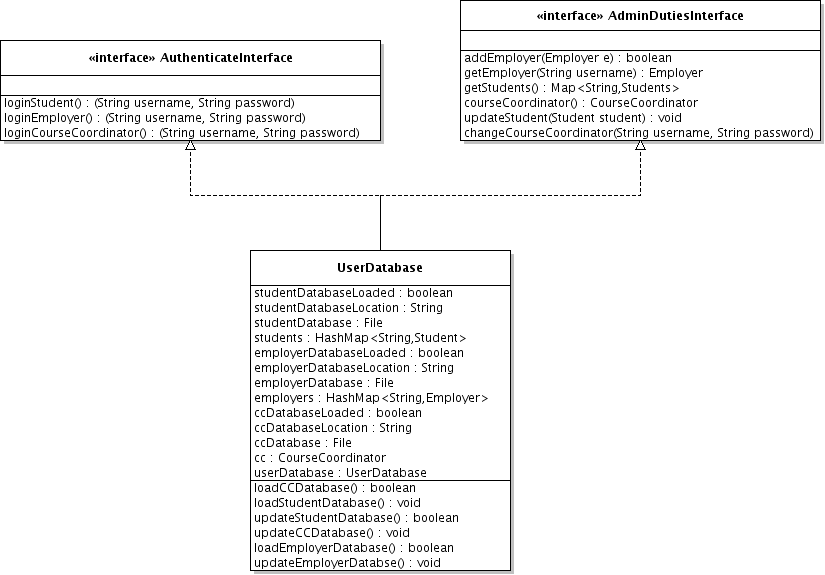 «interface» AuthenticateInterface
loginStudent() : (String username, String password)
loginEmployer() : (String username, String password)
loginCourseCoordinator() : (String username, String password)
«interface» AdminDutiesInterface
addEmployer(Employer e) : boolean
getEmployer(String username) : Employer
getStudents() : Map<String,Students>
courseCoordinator() : CourseCoordinator
updateStudent(Student student) : void
changeCourseCoordinator(String username, String password)
UserDatabase
studentDatabaseLoaded : boolean
studentDatabaseLocation : String
studentDatabase : File
students : HashMap<String,Student>
employerDatabaseLoaded : boolean
employerDatabaseLocation : String
employerDatabase : File
employers : HashMap<String,Employer>
ccDatabaseLoaded : boolean
ccDatabaseLocation : String
ccDatabase : File
cc : CourseCoordinator
userDatabase : UserDatabase
loadCCDatabase() : boolean
loadStudentDatabase() : void
updateStudentDatabase() : boolean
updateCCDatabase() : void
loadEmployerDatabase() : boolean
updateEmployerDatabse() : void